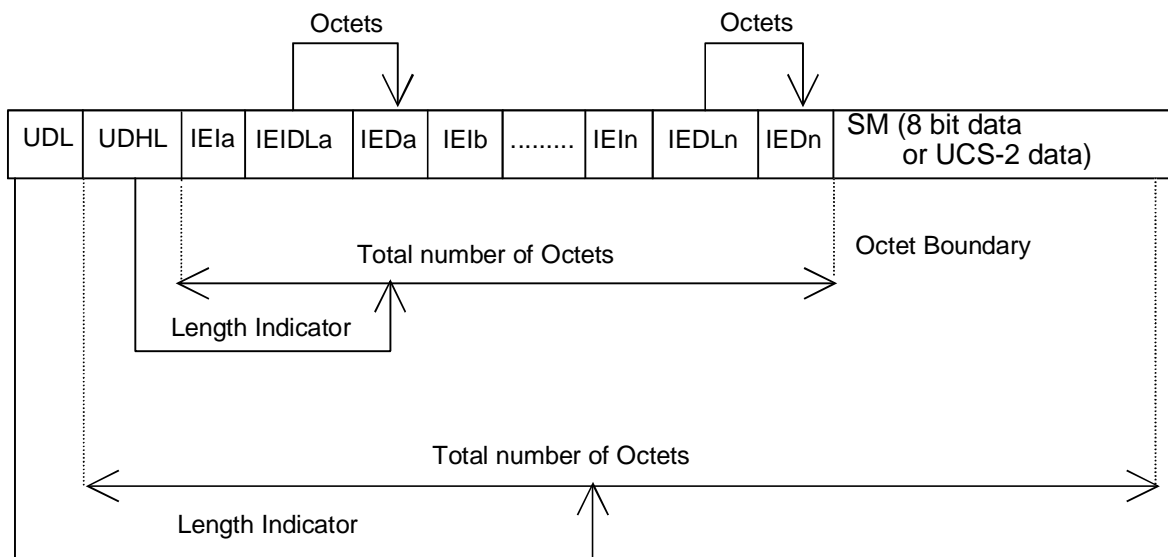 Octets Octets
UDL UDHL IEIa IEIDLa IEDa IEIb ......... IEIn IEDLn IEDn SM (8 bit data
or UCS-2 data)
Total number of Octets
Octet Boundary
Length Indicator
Total number of Octets
Length Indicator